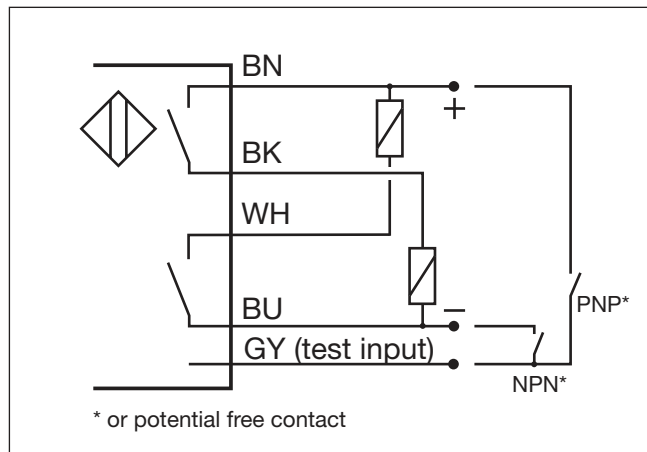 BN
+
BK
WH
PNP*
BU
−
GY (test input)
NPN*
* or potential free contact